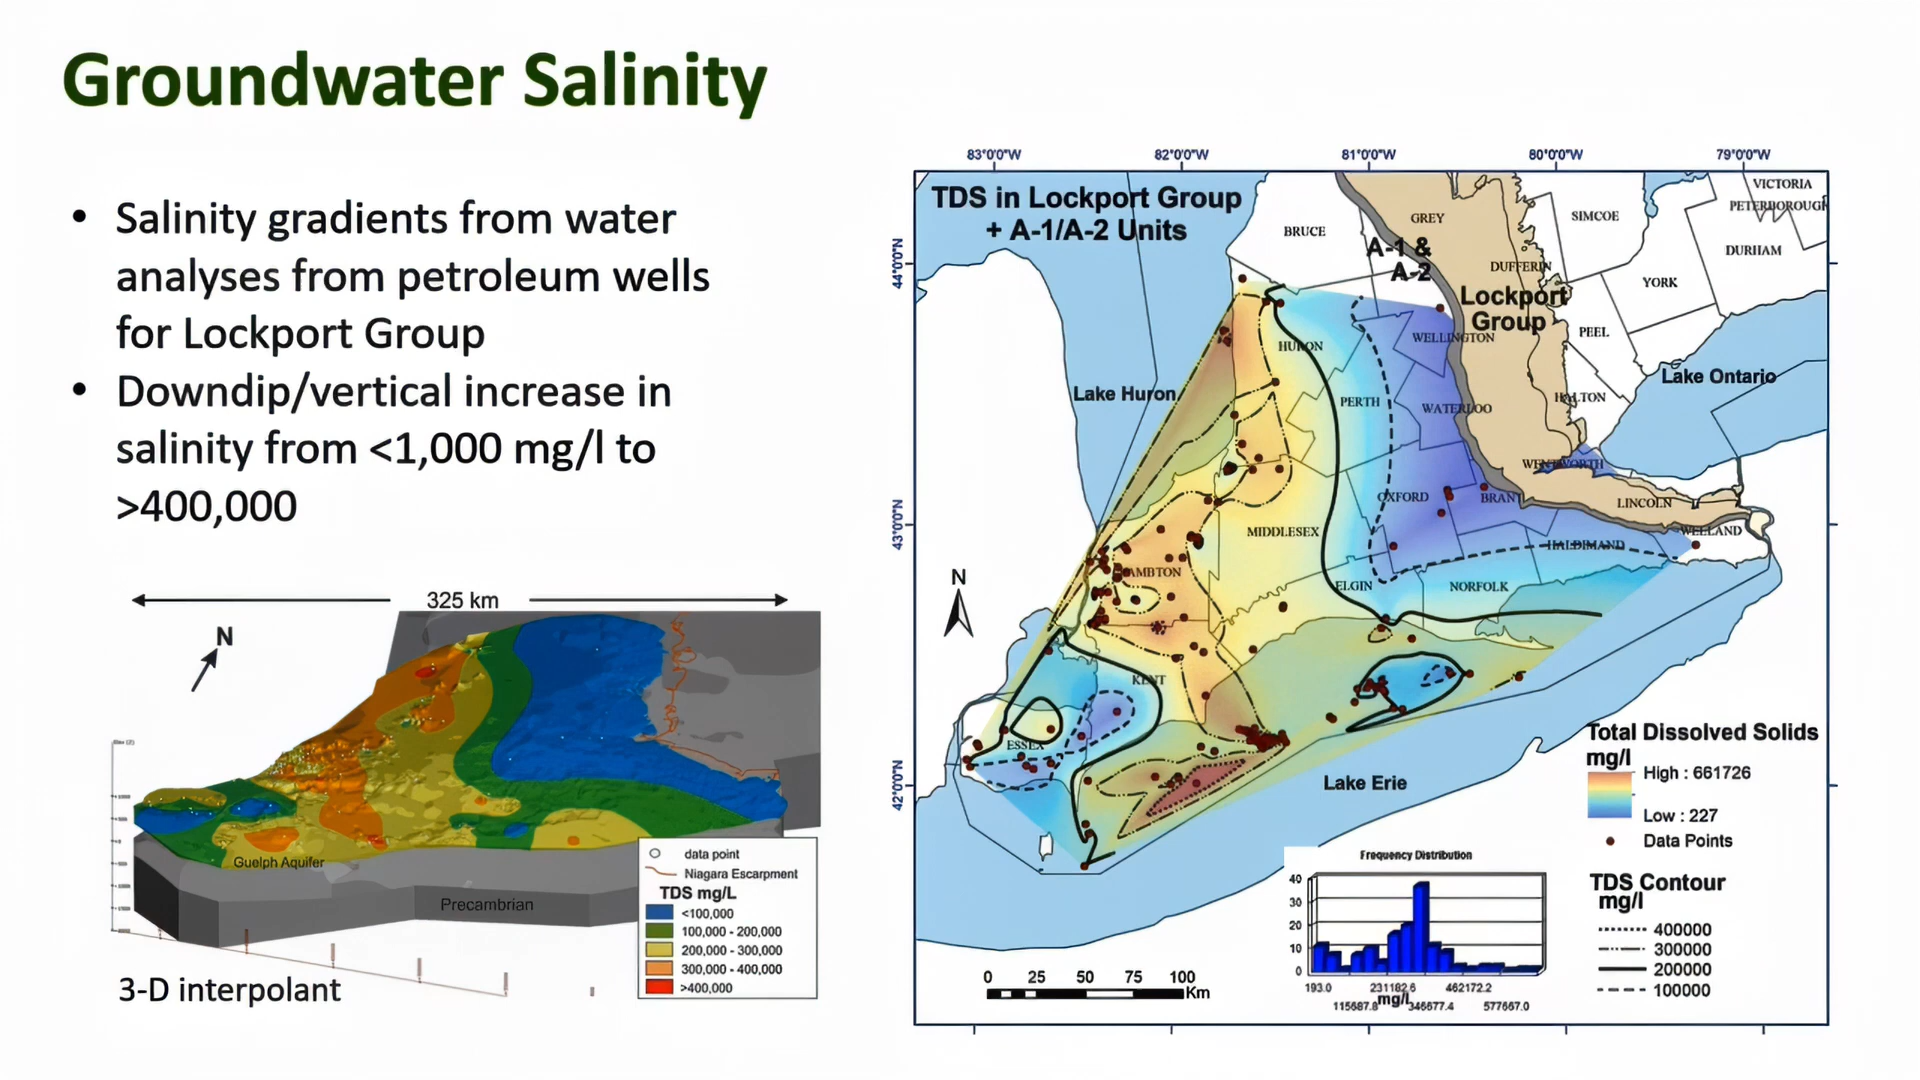 Groundwater Salinity
• Salinity gradients from water
analyses from petroleum wells
for Lockport Group
• Downdip/vertical increase in
salinity from <1,000 mg/l to
>400,000
325 km
N
Guelph Aquifer
Precambrian
data point
Niagara Escarpment
TDS mg/L
<100,000
100,000 - 200,000
200,000 - 300,000
300,000 - 400,000
>400,000
3-D interpolant
83°0'0"W 82°0'0"W 81°0'0"W 80°0'0"W 79°0'0"W
44°0'0"N
43°0'0"N
42°0'0"N
TDS in Lockport Group
+ A-1/A-2 Units
BRUCE
GREY
SIMCOE
VICTORIA
PETERBOROUGH
DURHAM
A-1 &
A-2
DUFFERIN
YORK
Lockport
Group
PEEL
WELLINGTON
HURON
Lake Ontario
Lake Huron
PERTH
WATERLOO
HALTON
WENTWORTH
OXFORD
BRANT
LINCOLN
MIDDLESEX
WELLAND
HALDIMAND
LAMBTON
ELGIN
NORFOLK
N
KENT
ESSEX
Lake Erie
Total Dissolved Solids
mg/l
High : 661726
Low : 227
Data Points
TDS Contour
mg/l
400000
300000
200000
100000
0 25 50 75 100
Km
Frequency Distribution
40
30
20
10
0
193.0 231182.6 462172.2
mg/l
115687.8 346677.4 577667.0